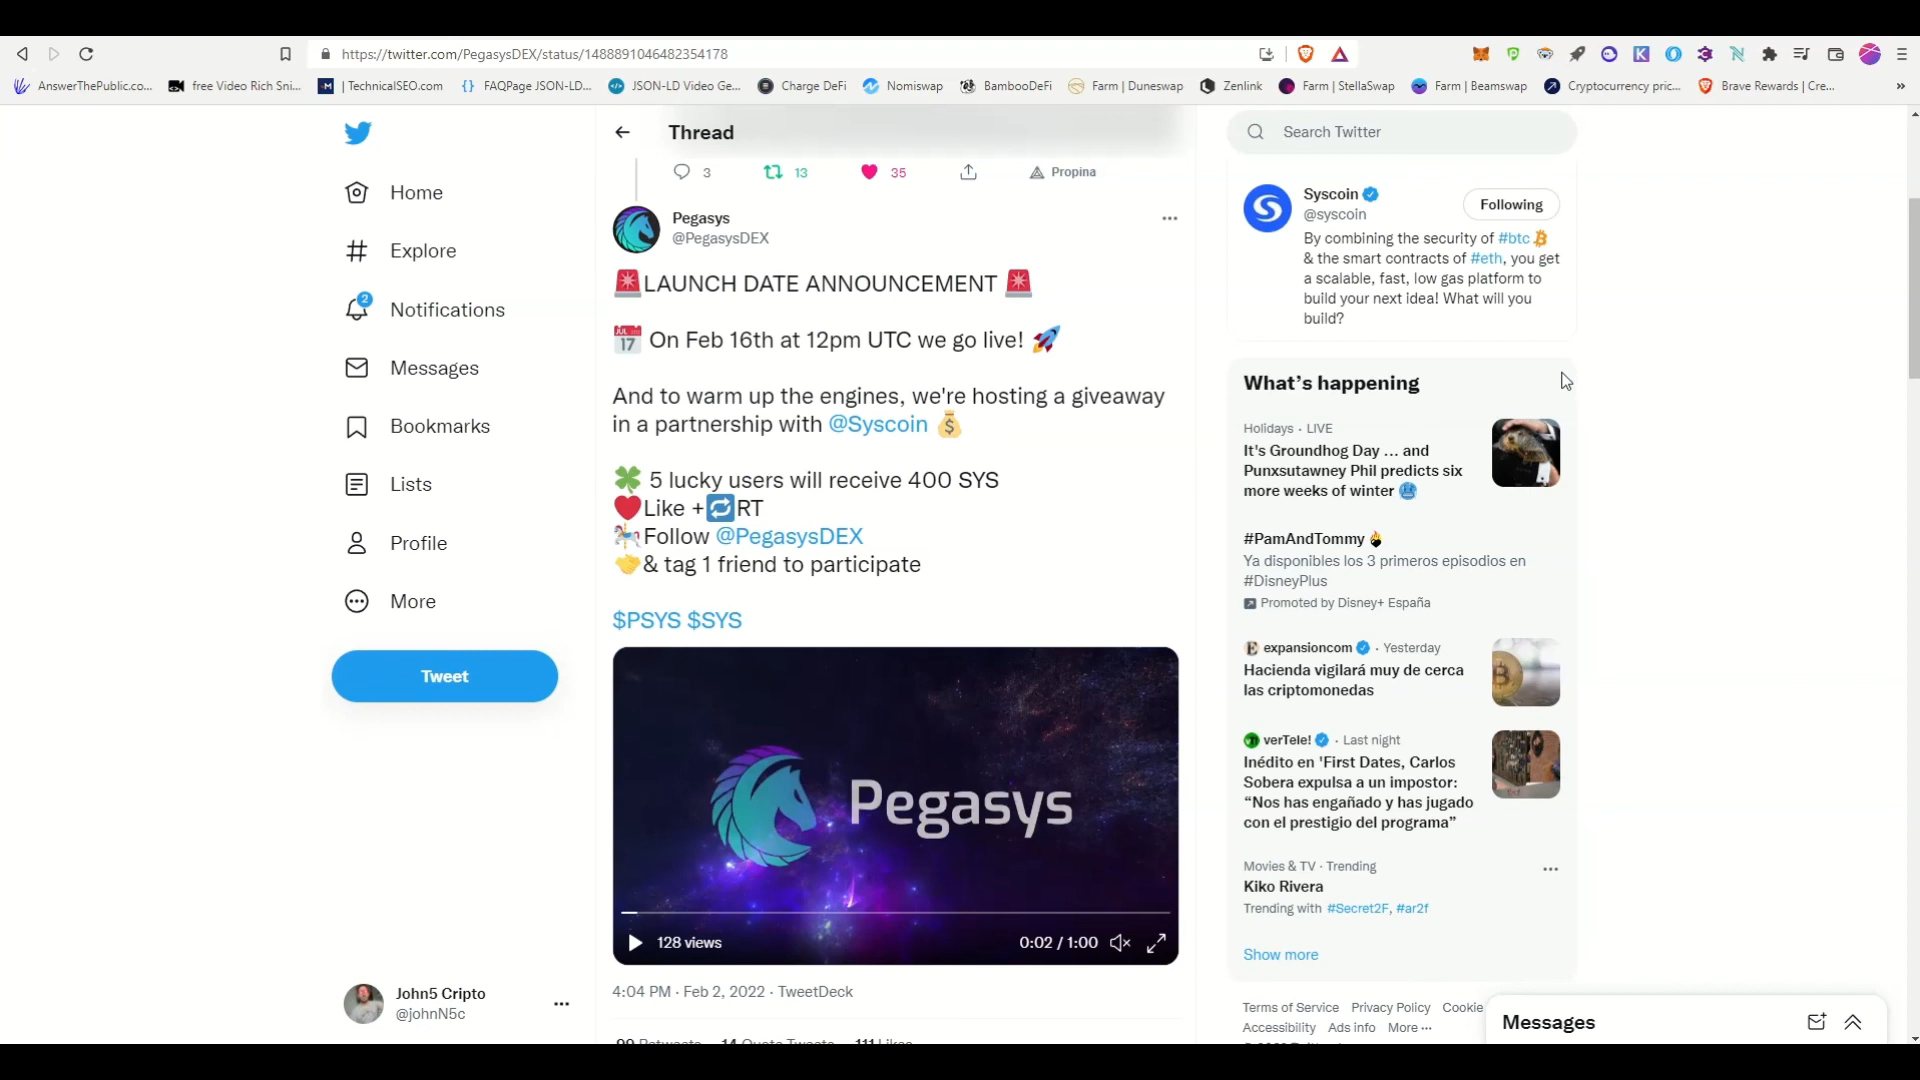 https://twitter.com/PegasysDEX/status/1488891046482354178
AnswerThePublic.co...
free Video Rich Sni...
| TechnicalSEO.com
FAQPage JSON-LD...
JSON-LD Video Ge...
Charge DeFi
Nomiswap
BambooDeFi
Farm | Duneswap
Zenlink
Farm | StellaSwap
Farm | Beamswap
Cryptocurrency pric...
Brave Rewards | Cre...
Home
Explore
2
Notifications
Messages
Bookmarks
Lists
Profile
More
Tweet
John5 Cripto
@johnN5c
Thread
3 13 35 Propina
Pegasys
@PegasysDEX
🚨LAUNCH DATE ANNOUNCEMENT 🚨
📅 On Feb 16th at 12pm UTC we go live! 🚀
And to warm up the engines, we're hosting a giveaway
in a partnership with @Syscoin 💰
🍀 5 lucky users will receive 400 SYS
❤️Like +🔁RT
🎠Follow @PegasysDEX
🤝& tag 1 friend to participate
$PSYS $SYS
Pegasys
128 views
0:02 / 1:00
4:04 PM · Feb 2, 2022 · TweetDeck
99 Retweets 14 Quote Tweets 111 Likes
Search Twitter
Syscoin
@syscoin
Following
By combining the security of #btc
& the smart contracts of #eth, you get
a scalable, fast, low gas platform to
build your next idea! What will you
build?
What's happening
Holidays · LIVE
It's Groundhog Day ... and
Punxsutawney Phil predicts six
more weeks of winter 🥶
#PamAndTommy
Ya disponibles los 3 primeros episodios en
#DisneyPlus
Promoted by Disney+ España
expansioncom · Yesterday
Hacienda vigilará muy de cerca
las criptomonedas
verTele! · Last night
Inédito en 'First Dates, Carlos
Sobera expulsa a un impostor:
“Nos has engañado y has jugado
con el prestigio del programa”
Movies & TV · Trending
Kiko Rivera
Trending with #Secret2F, #ar2f
Show more
Terms of Service Privacy Policy Cookie
Accessibility Ads info More ···
Messages